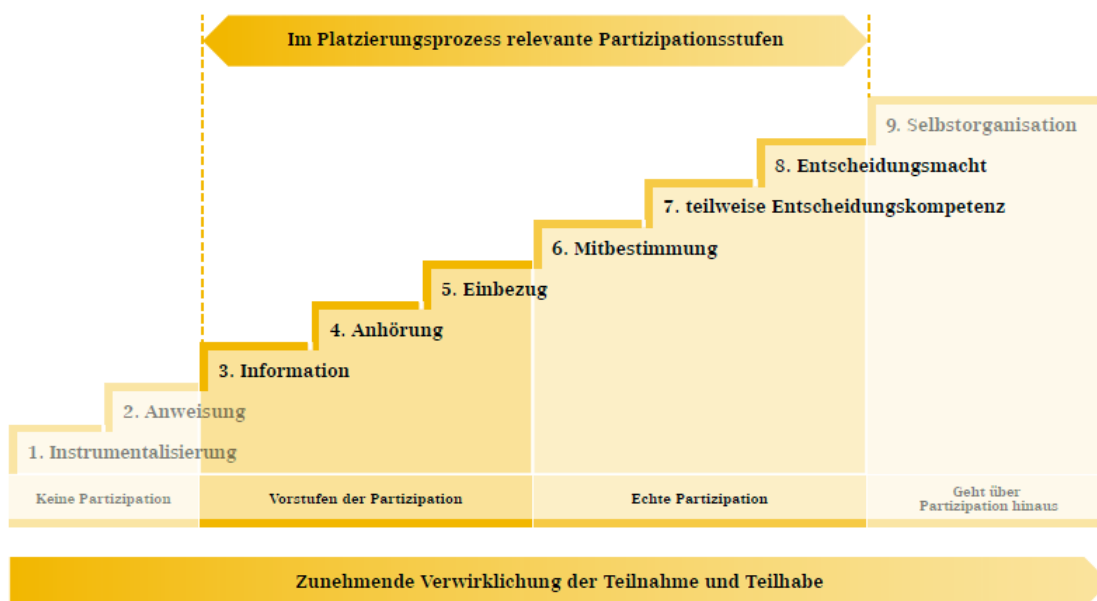 Im Platzierungsprozess relevante Partizipationsstufen
9. Selbstorganisation
8. Entscheidungsmacht
7. teilweise Entscheidungskompetenz
6. Mitbestimmung
5. Einbezug
4. Anhörung
3. Information
2. Anweisung
1. Instrumentalisierung
Keine Partizipation
Vorstufen der Partizipation
Echte Partizipation
Geht über
Partizipation hinaus
Zunehmende Verwirklichung der Teilnahme und Teilhabe